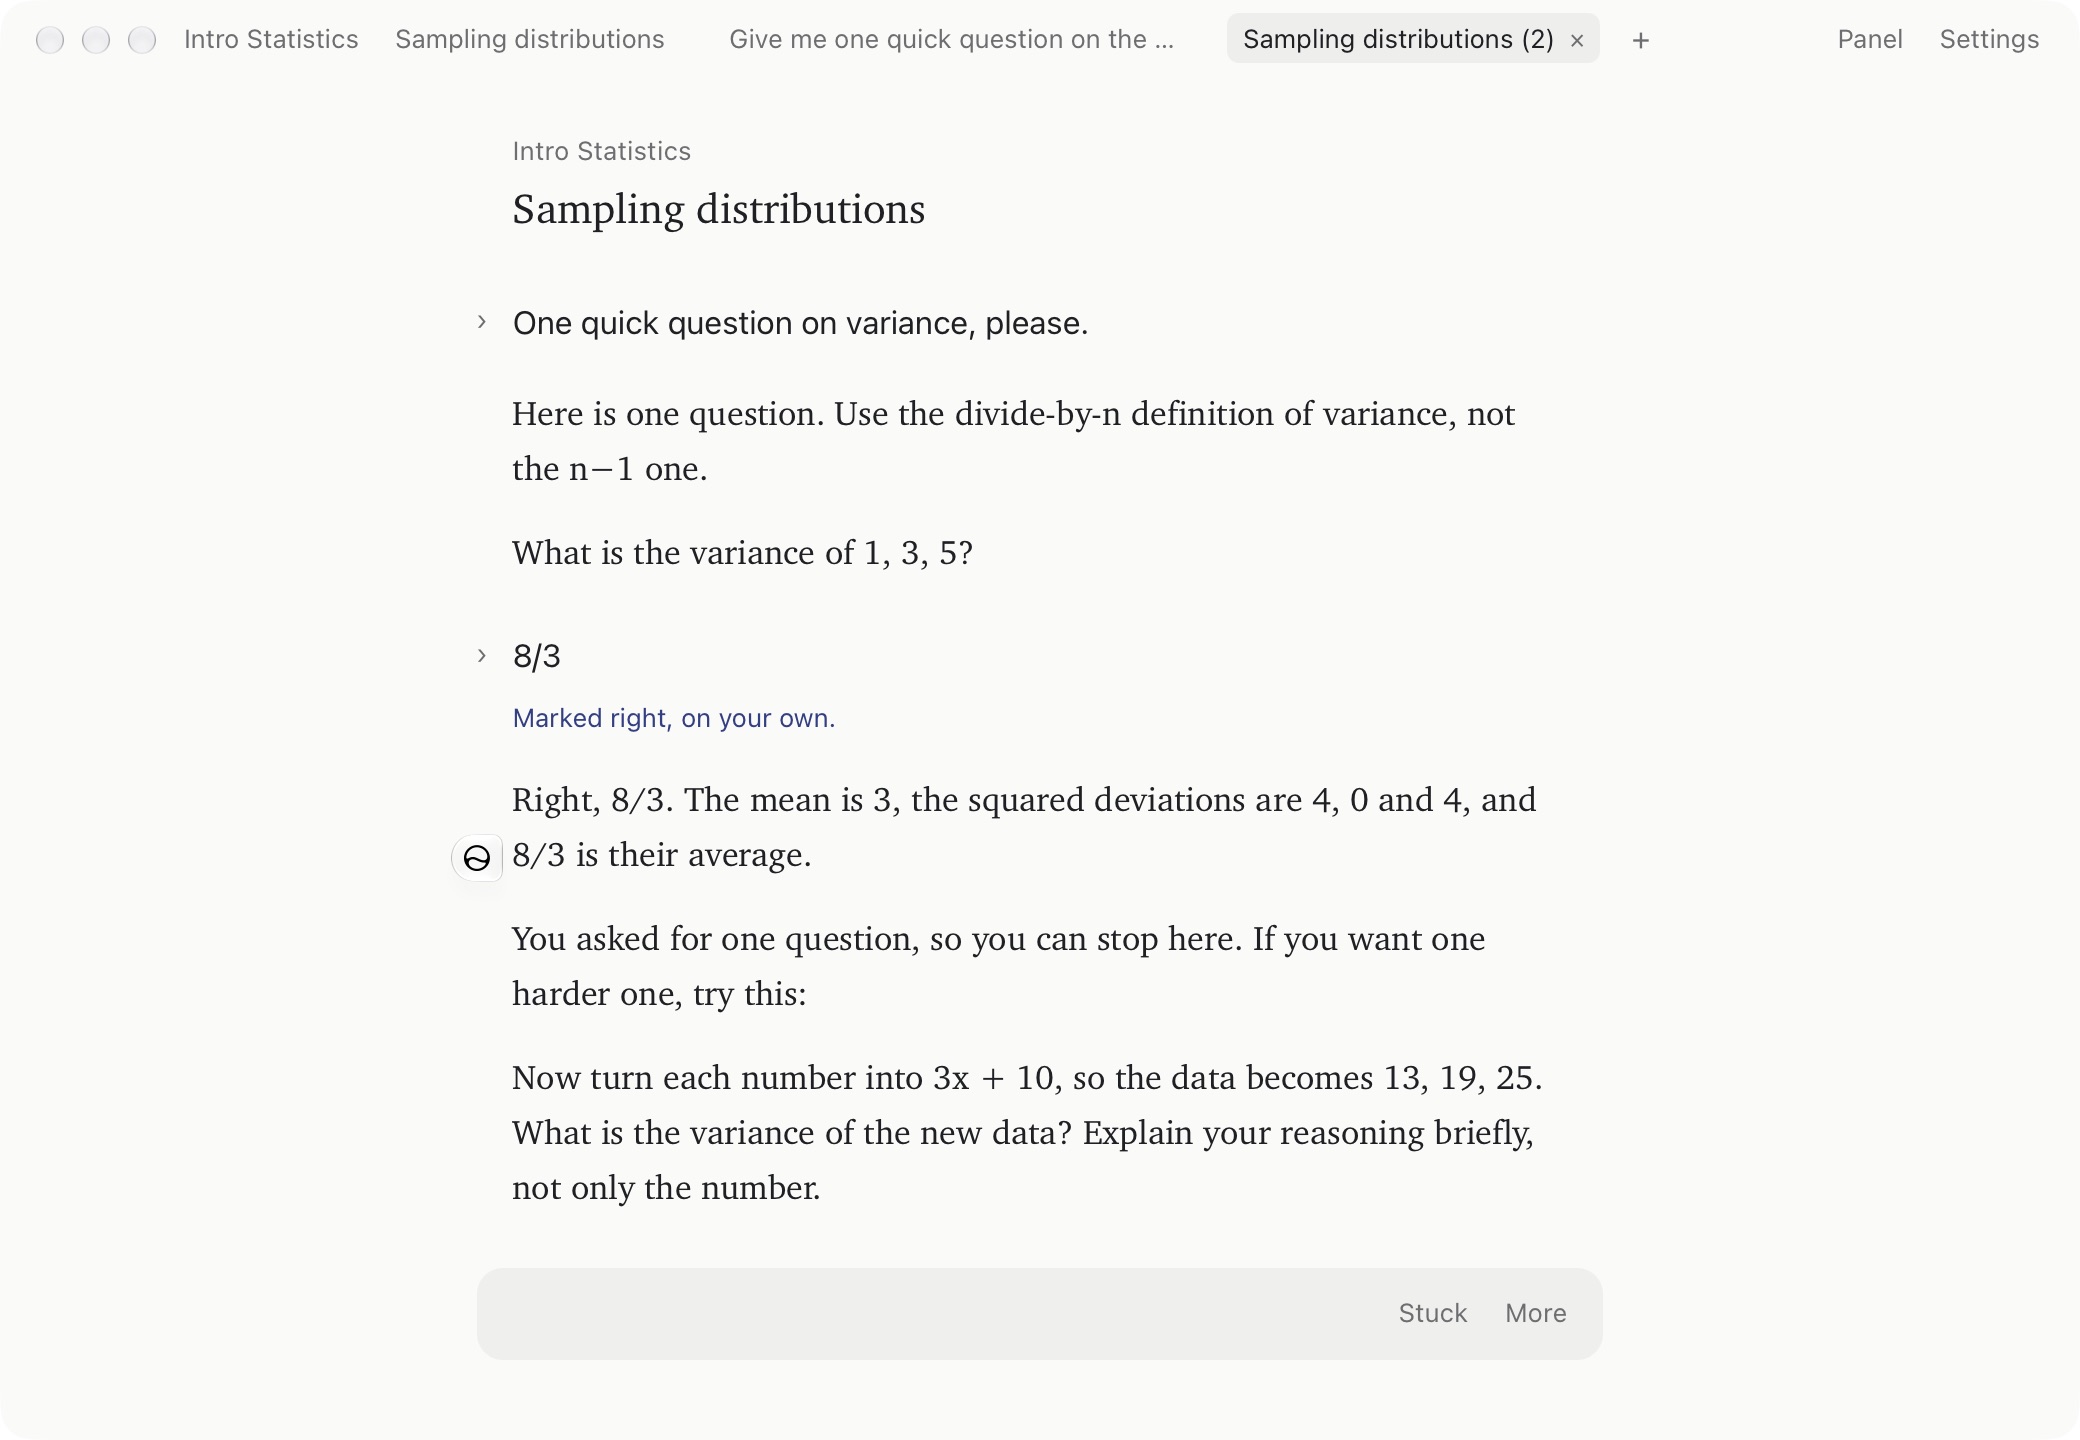 Intro Statistics
Sampling distributions
Give me one quick question on the ...
Sampling distributions (2) ×
+
Panel
Settings
Intro Statistics
Sampling distributions
› One quick question on variance, please.
Here is one question. Use the divide-by-n definition of variance, not
the n−1 one.
What is the variance of 1, 3, 5?
› 8/3
Marked right, on your own.
Right, 8/3. The mean is 3, the squared deviations are 4, 0 and 4, and
8/3 is their average.
You asked for one question, so you can stop here. If you want one
harder one, try this:
Now turn each number into 3x + 10, so the data becomes 13, 19, 25.
What is the variance of the new data? Explain your reasoning briefly,
not only the number.
Stuck
More